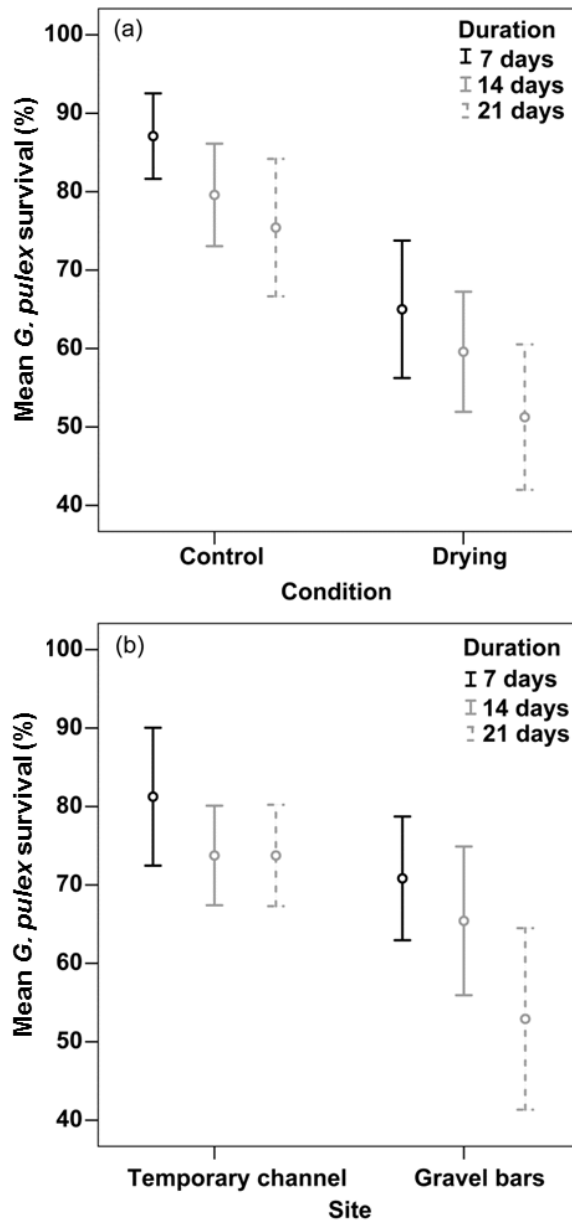 (a)
Duration
7 days
14 days
21 days
100
90
80
70
60
50
40
Mean G. pulex survival (%)
Control Drying
Condition
(b)
Duration
7 days
14 days
21 days
100
90
80
70
60
50
40
Mean G. pulex survival (%)
Temporary channel Gravel bars
Site